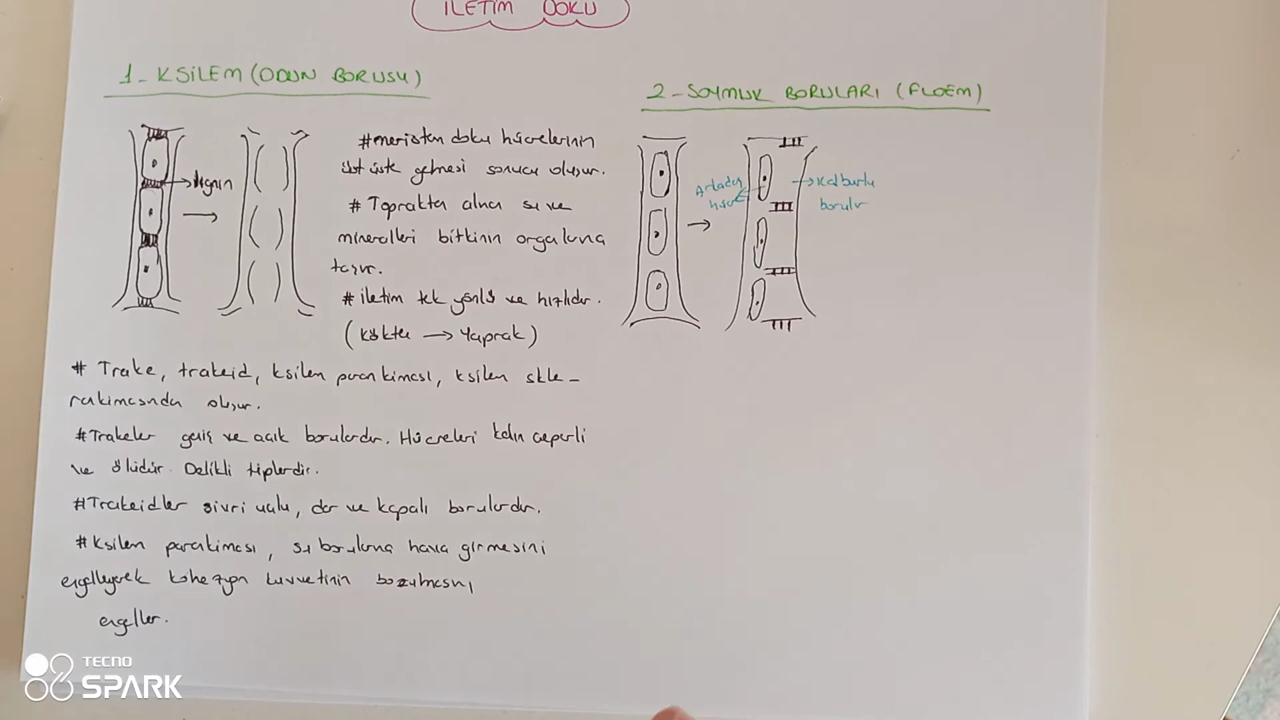 İLETİM DOKU
1- KSİLEM (ODUN BORUSU)
lignin
#meristem doku hücrelerinin
üst üste gelmesi sonucu oluşur.
# Topraktan alınan su ve
mineralleri bitkinin organlarına
taşır.
# iletim tek yönlü ve hızlıdır.
(Kökten → Yaprak)
# Trake, trakeid, ksilem parankiması, ksilem skle-
rankimasından oluşur.
#Trakeler geniş ve açık borulardır. Hücreleri kalın çeperli
ve ölüdür. Delikli tiplerdir.
#Trakeidler sivri uçlu, dar ve kapalı borulardır.
#Ksilem parankiması, su borularına hava girmesini
engelleyerek kohezyon kuvvetinin bozulmasını
engeller.
2- SOYMUK BORULARI (FLOEM)
Arkadaş
hücre
kalburlu
borular
TECNO
SPARK